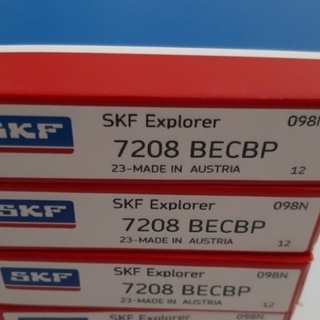 SKF
SKF Explorer 098N
7208 BECBP
23-MADE IN AUSTRIA 12
SKF
SKF Explorer 098N
7208 BECBP
23-MADE IN AUSTRIA 12
SKF
SKF Explorer 098N
7208 BECBP
23-MADE IN AUSTRIA 12